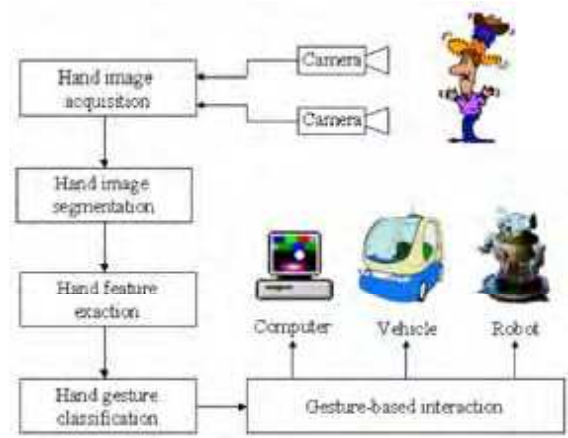 Camera
Hand image
acquisition
Camera
Hand image
segmentation
Hand feature
exaction
Computer
Vehicle
Robot
Hand gesture
classification
Gesture-based interaction